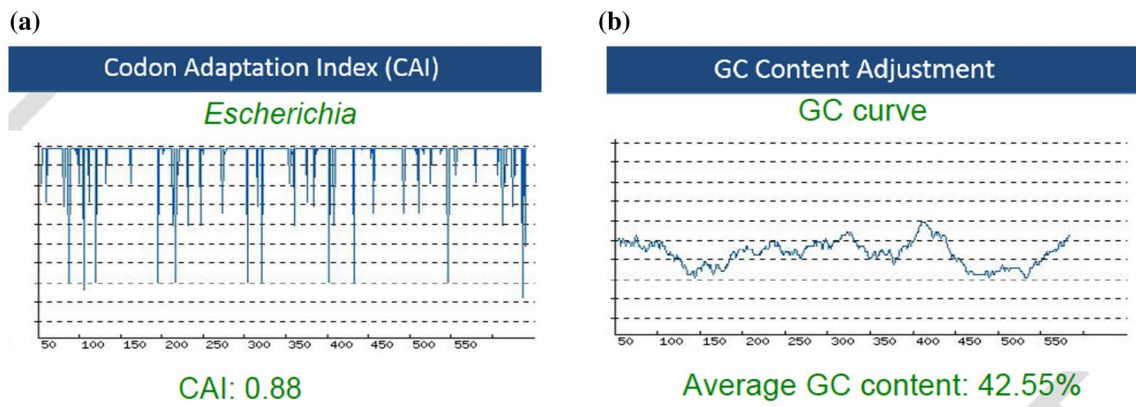 (a)
Codon Adaptation Index (CAI)
Escherichia
50 100 150 200 250 300 350 400 450 500 550
CAI: 0.88
(b)
GC Content Adjustment
GC curve
50 100 150 200 250 300 350 400 450 500 550
Average GC content: 42.55%